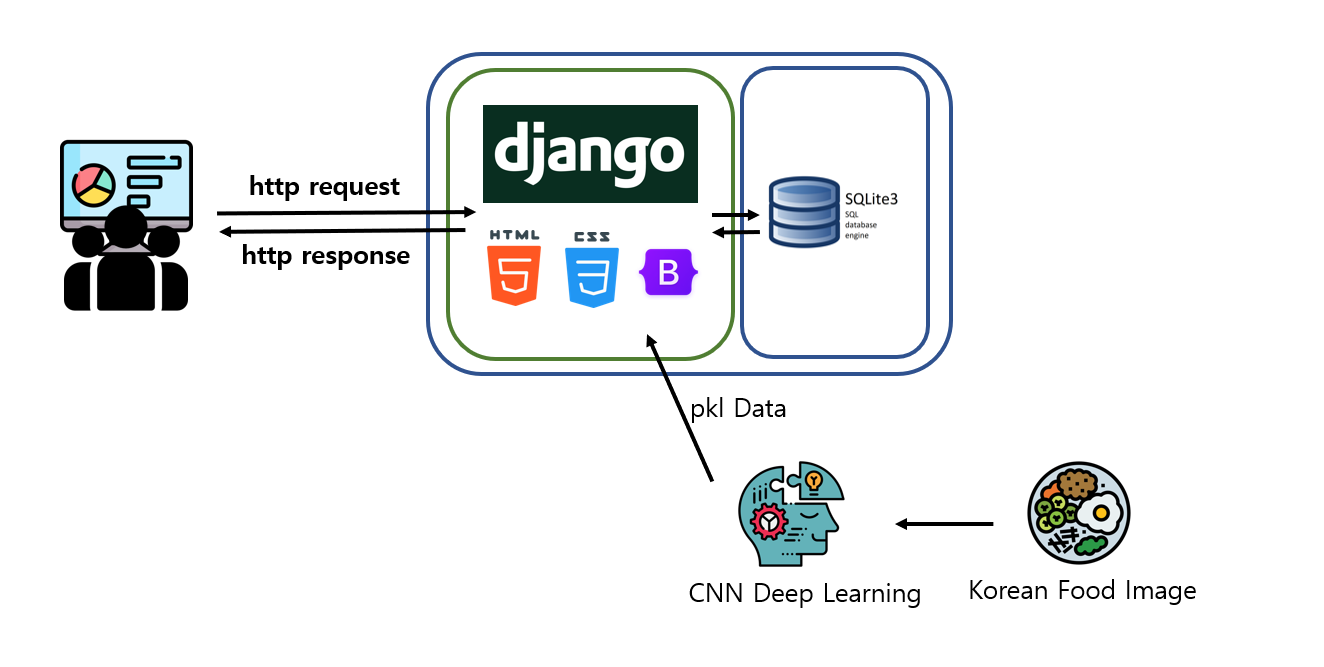 django
http request
http response
HTML
CSS
5
3
B
SQLite3
SQL
database
engine
pkl Data
CNN Deep Learning
Korean Food Image